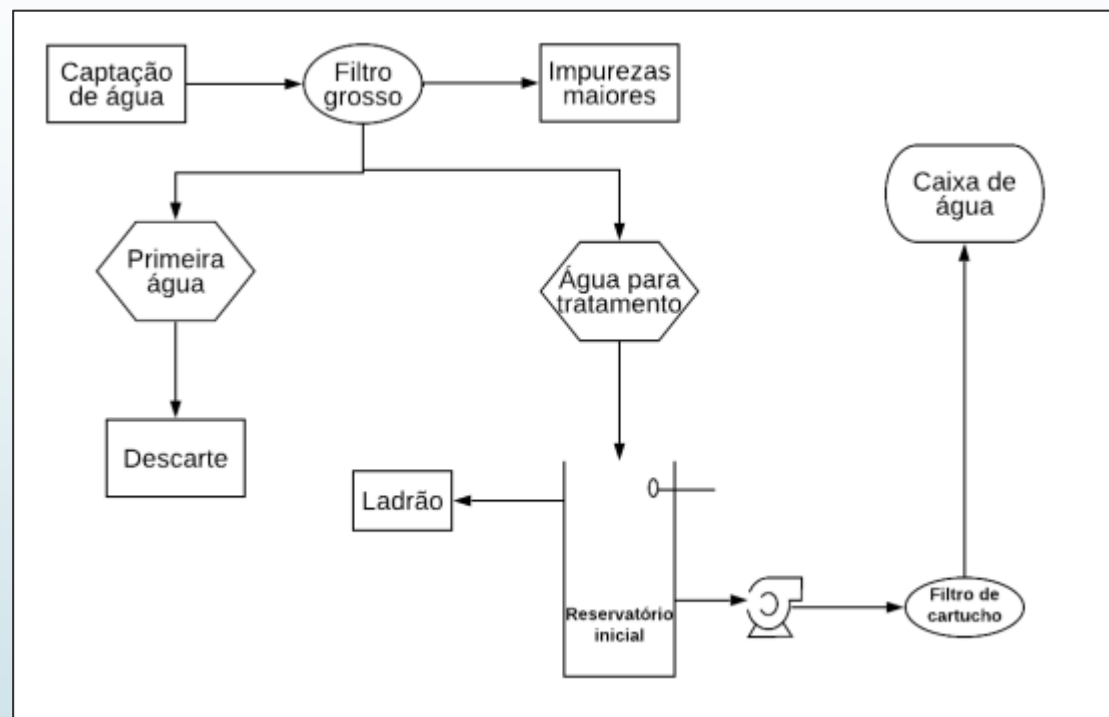 Captação
de água
Filtro
grosso
Impurezas
maiores
Primeira
água
Descarte
Água para
tratamento
Ladrão
Reservatório
inicial
Filtro de
cartucho
Caixa de
água